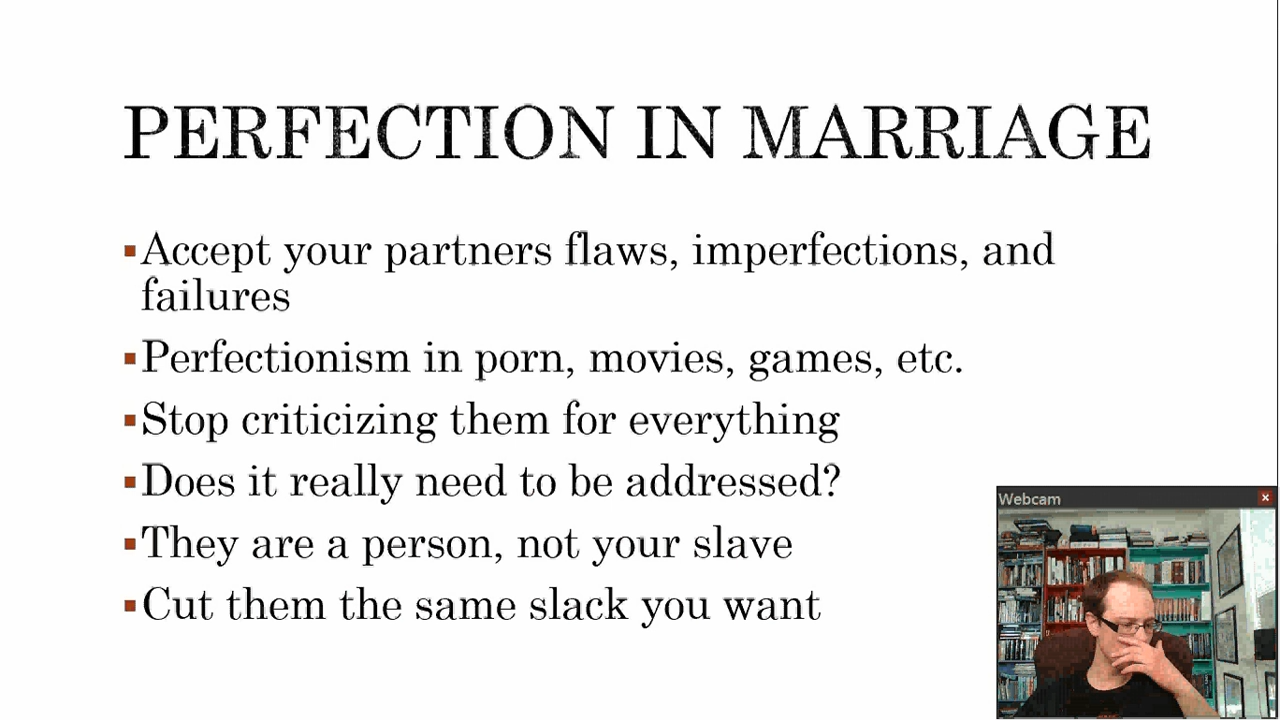 PERFECTION IN MARRIAGE
Accept your partners flaws, imperfections, and
failures
Perfectionism in porn, movies, games, etc.
Stop criticizing them for everything
Does it really need to be addressed?
They are a person, not your slave
Cut them the same slack you want
Webcam